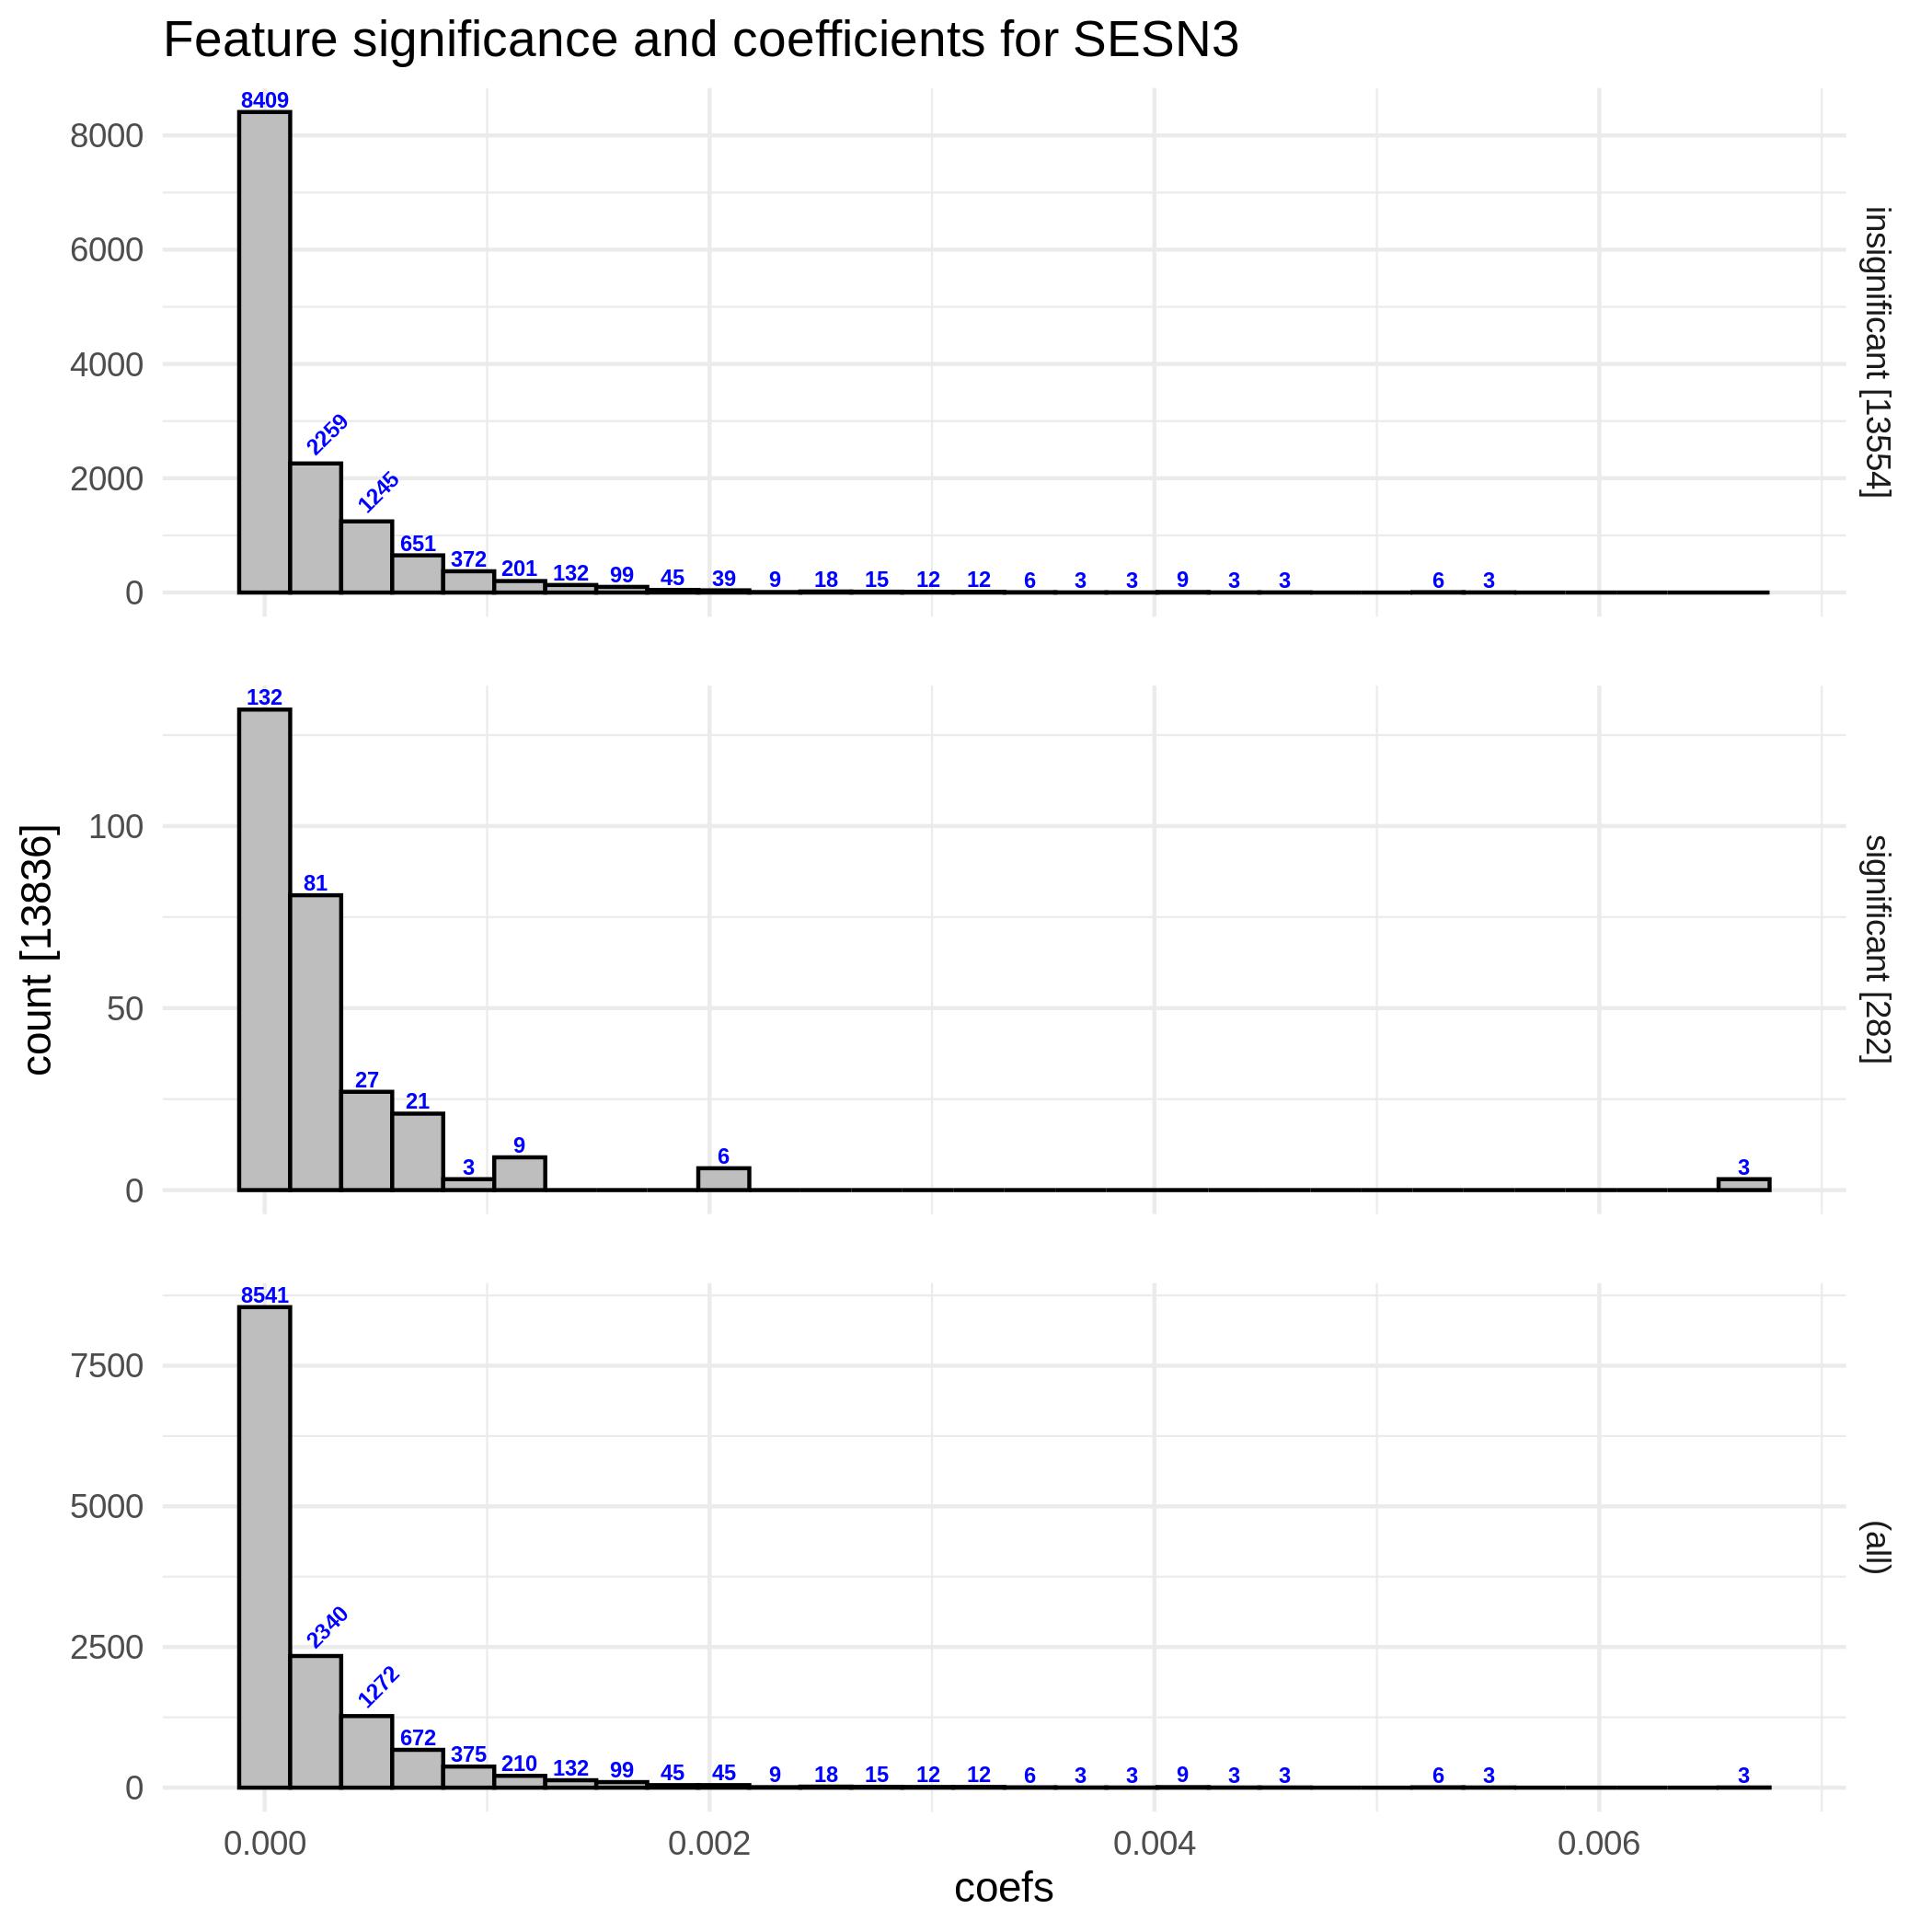 Feature significance and coefficients for SESN3
8409
8000
6000
4000
2000
0
2259
1245
651 372 201 132 99 45 39 9 18 15 12 12 6 3 3 9 3 3 6 3
insignificant [13554]
count [13836]
132
100
50
0
81
27
21
3
9
6
3
significant [282]
8541
7500
5000
2500
0
2340
1272
672 375 210 132 99 45 45 9 18 15 12 12 6 3 3 9 3 3 6 3 3
(all)
0.000 0.002 0.004 0.006
coefs